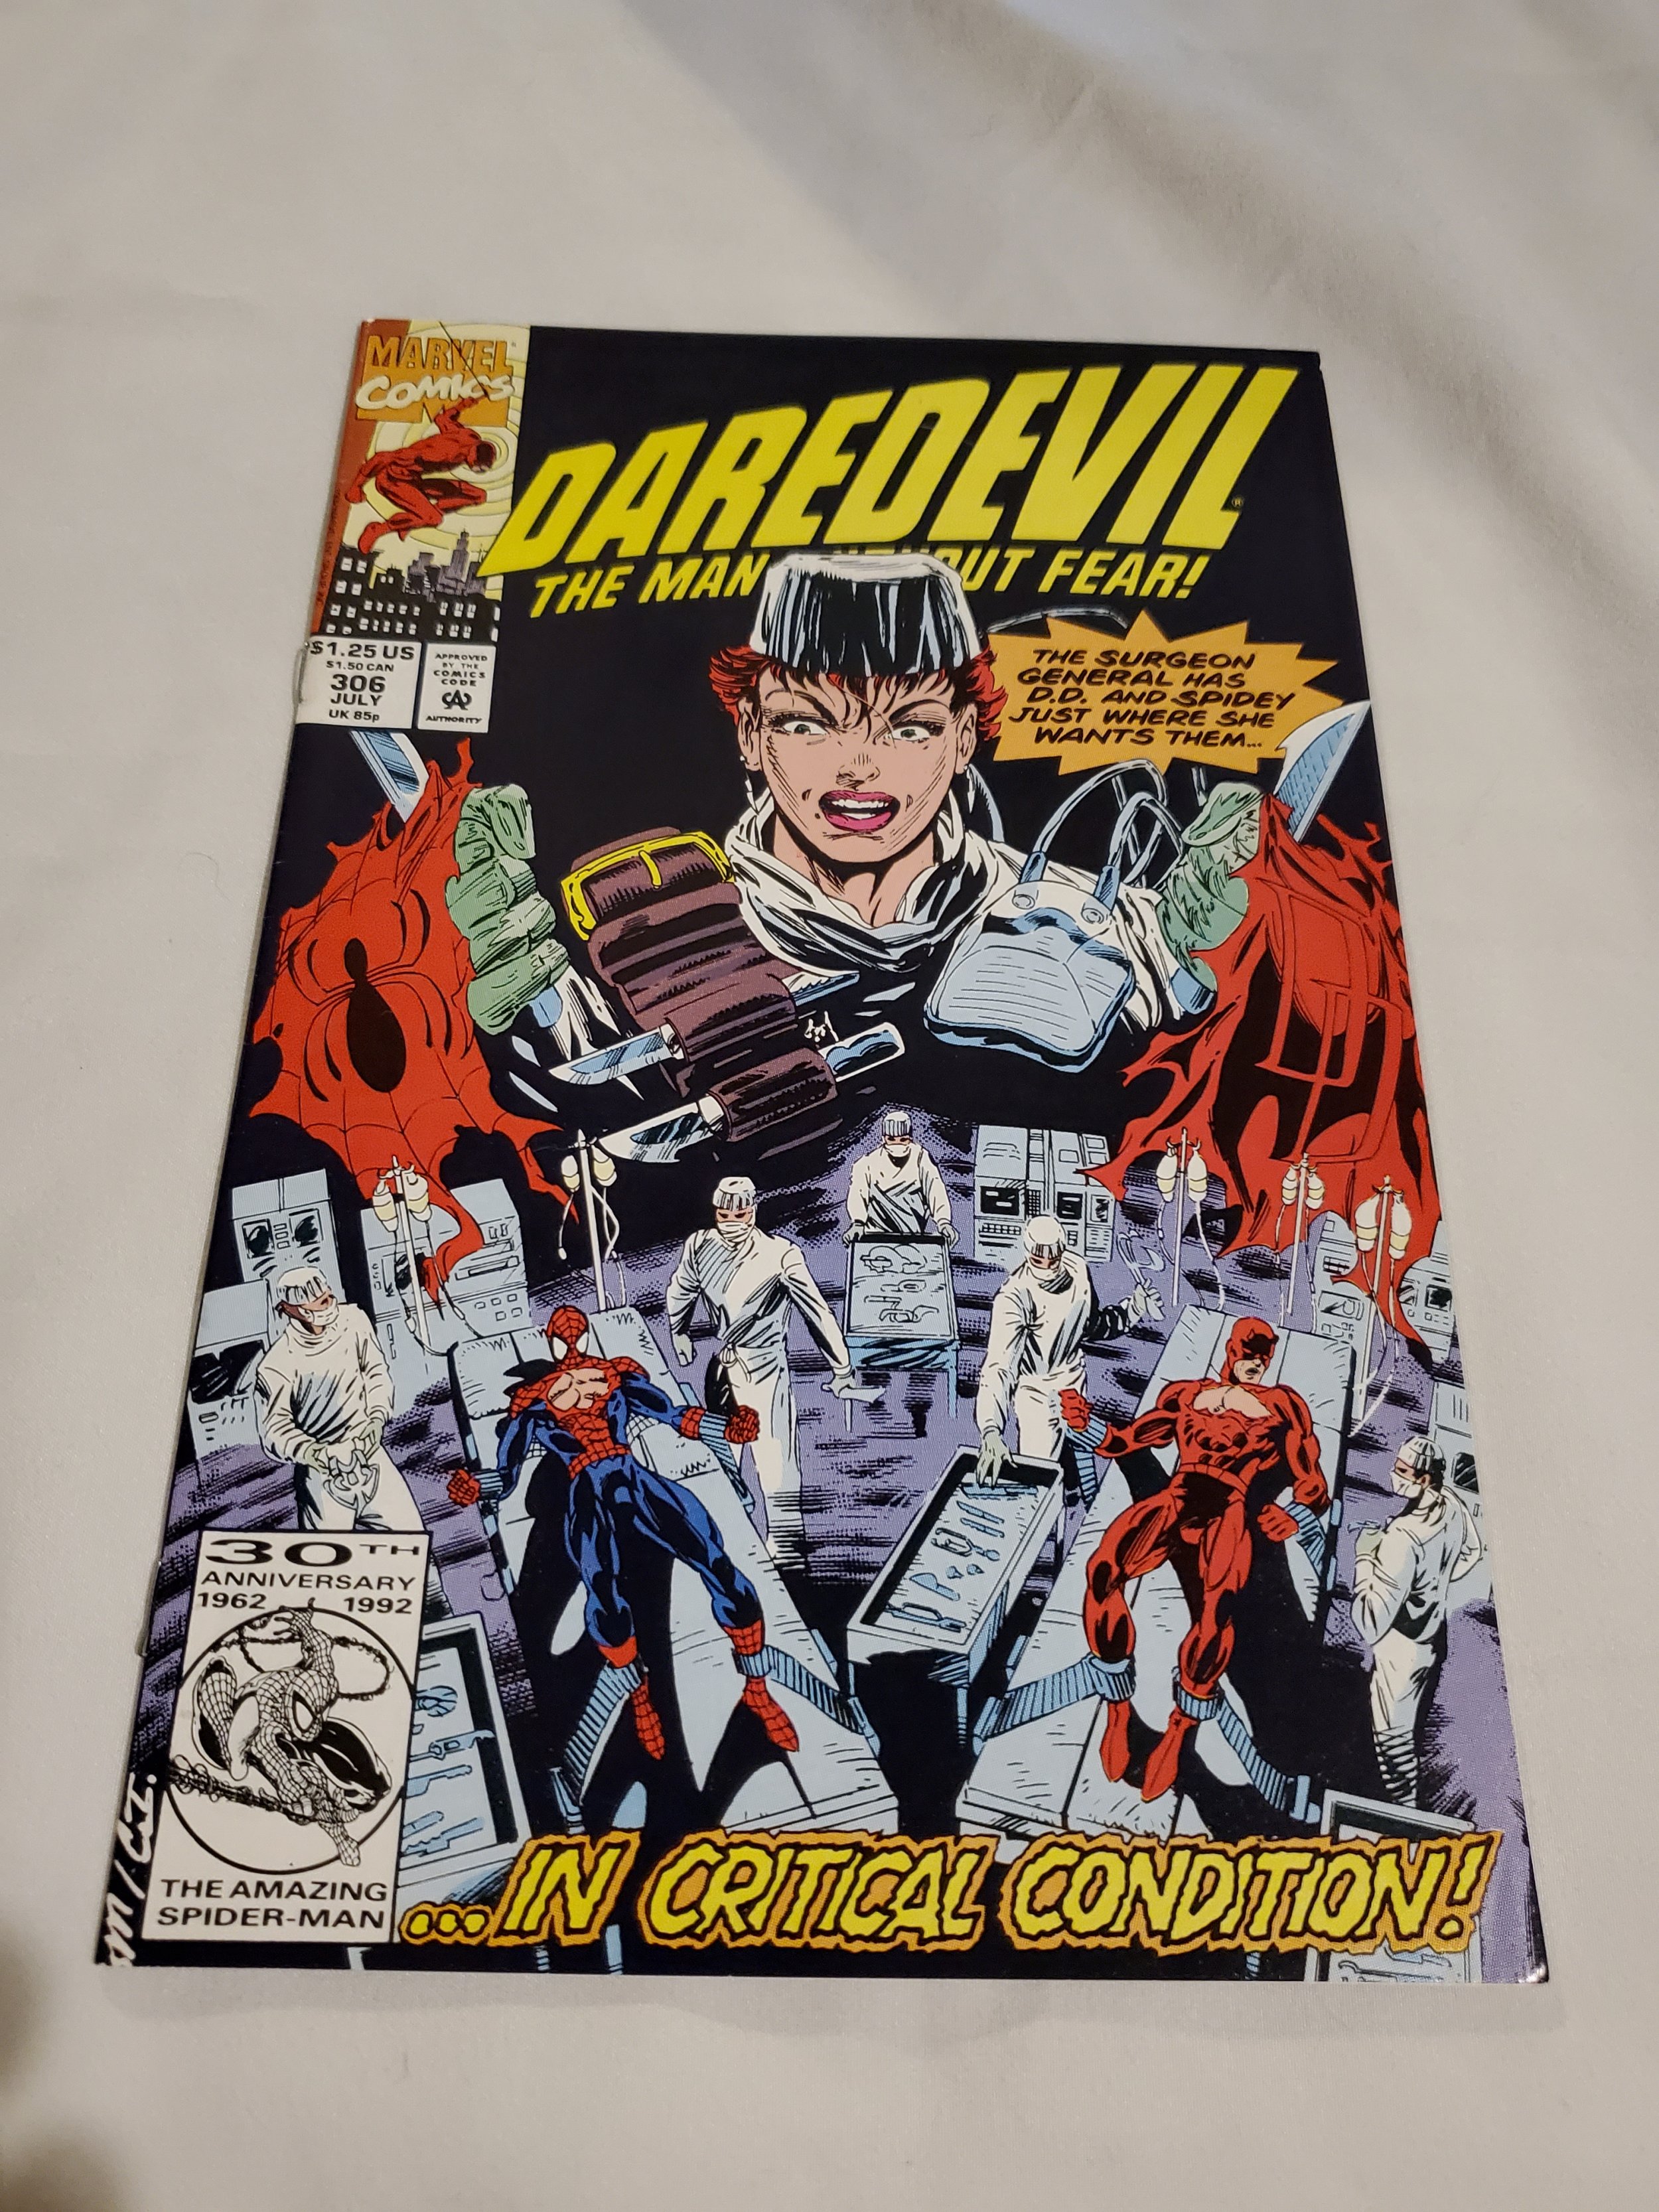 MARVEL
COMICS
DAREDEVIL
THE MAN WITHOUT FEAR!
$1.25 US
$1.50 CAN
306
JULY
UK 85p
APPROVED
BY THE
COMICS
CODE
CA
AUTHORITY
THE SURGEON
GENERAL HAS
D.D. AND SPIDEY
JUST WHERE SHE
WANTS THEM...
30TH
ANNIVERSARY
1962 1992
THE AMAZING
SPIDER-MAN
...IN CRITICAL CONDITION!